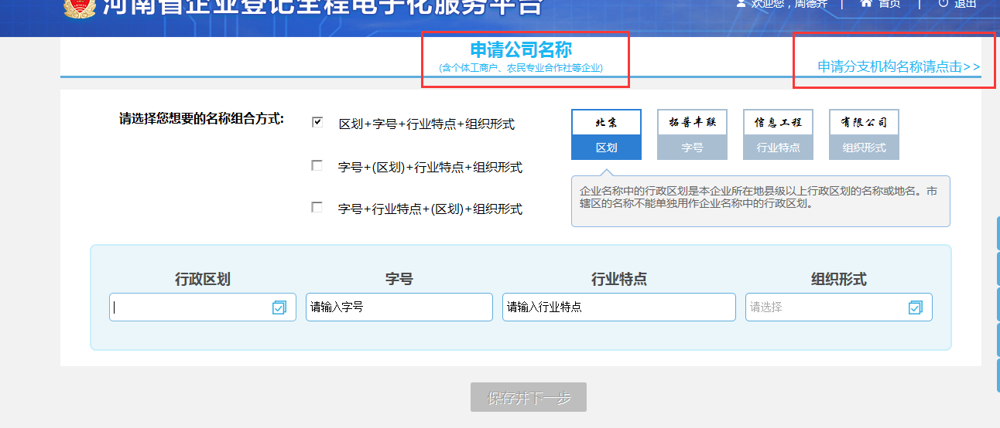 河南省企业登记全程电子化服务平台
欢迎您，周德齐 | 首页 | 退出
申请公司名称
(含个体工商户、农民专业合作社等企业)
申请分支机构名称请点击>>
请选择您想要的名称组合方式:
区划+字号+行业特点+组织形式
字号+(区划)+行业特点+组织形式
字号+行业特点+(区划)+组织形式
北京 拓普丰联 信息工程 有限公司
区划 字号 行业特点 组织形式
企业名称中的行政区划是本企业所在地县级以上行政区划的名称或地名。市
辖区的名称不能单独用作企业名称中的行政区划。
行政区划 字号 行业特点 组织形式
请输入字号 请输入行业特点 请选择
保存并下一步